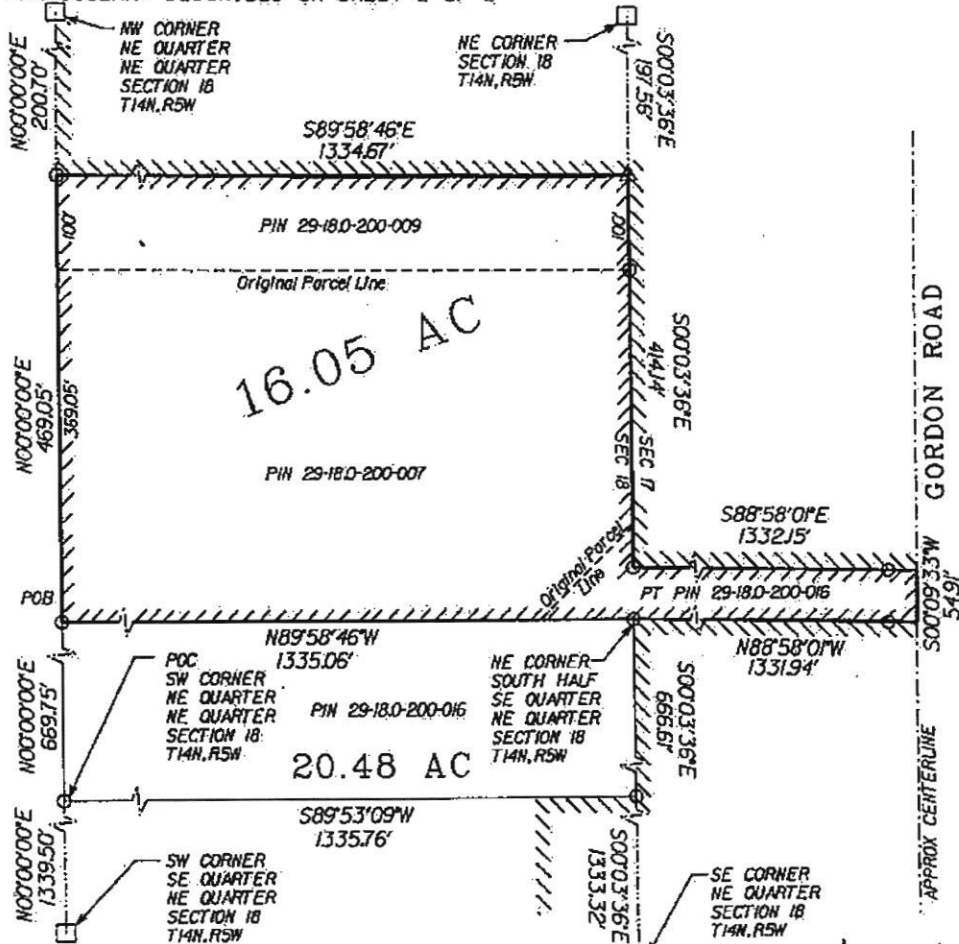 NW CORNER
NE QUARTER
NE QUARTER
SECTION 18
T14N,R5W
NE CORNER
SECTION 18
T14N,R5W
N00°00'00"E
200.70'
S00°03'36"E
197.56'
S89°58'46"E
1334.67'
PIN 29-18.0-200-009
100'
100'
Original Parcel Line
16.05 AC
N00°00'00"E
469.05'
369.05'
S00°03'36"E
414.14'
SEC 18
SEC 17
GORDON ROAD
PIN 29-18.0-200-007
S88°58'01"E
1332.15'
Original Parcel
Line
PT PIN 29-18.0-200-016
S00°09'33"W
54.91'
POB
N89°58'46"W
1335.06'
N88°58'01"W
1331.94'
POC
SW CORNER
NE QUARTER
NE QUARTER
SECTION 18
T14N,R5W
NE CORNER
SOUTH HALF
SE QUARTER
NE QUARTER
SECTION 18
T14N,R5W
N00°00'00"E
669.75'
PIN 29-18.0-200-016
S00°03'36"E
666.61'
20.48 AC
S89°53'09"W
1335.76'
APPROX CENTERLINE
N00°00'00"E
1339.50'
SW CORNER
SE QUARTER
NE QUARTER
SECTION 18
T14N,R5W
S00°03'36"E
1333.32'
SE CORNER
NE QUARTER
SECTION 18
T14N,R5W